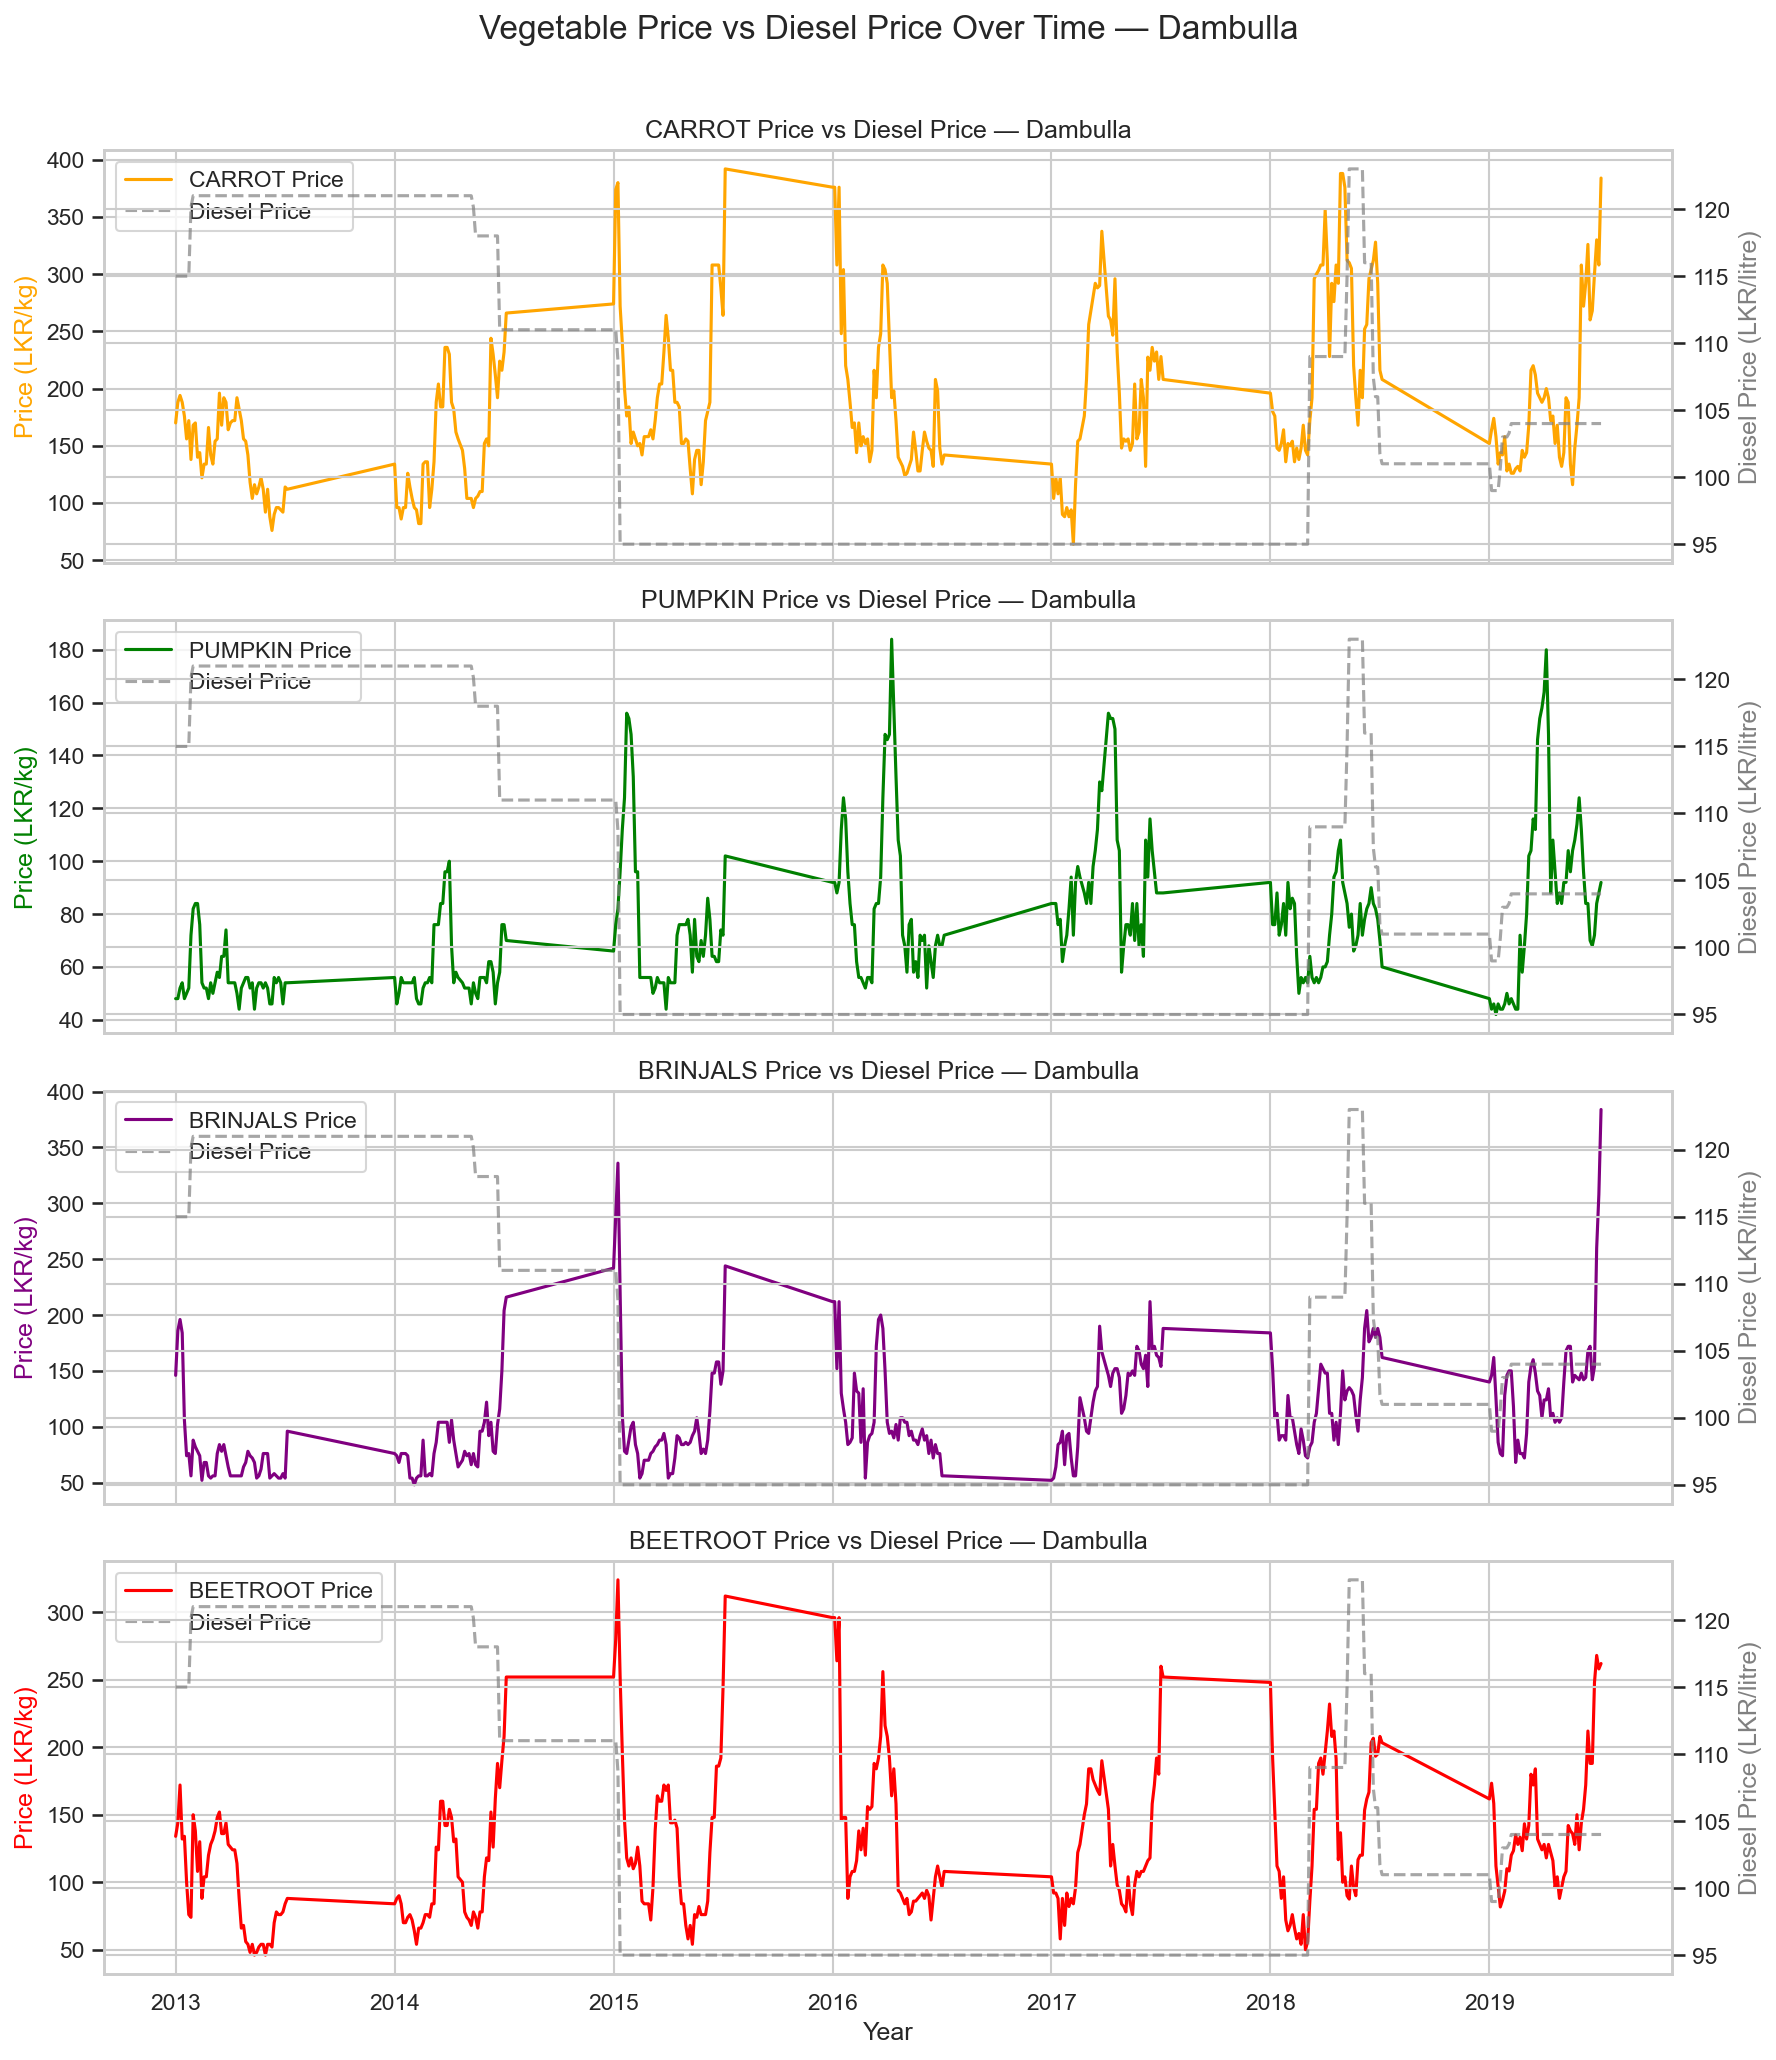 Vegetable Price vs Diesel Price Over Time — Dambulla
CARROT Price vs Diesel Price — Dambulla
CARROT Price
Diesel Price
400
350
300
250
200
150
100
50
Price (LKR/kg)
120
115
110
105
100
95
Diesel Price (LKR/litre)
PUMPKIN Price vs Diesel Price — Dambulla
PUMPKIN Price
Diesel Price
180
160
140
120
100
80
60
40
Price (LKR/kg)
120
115
110
105
100
95
Diesel Price (LKR/litre)
BRINJALS Price vs Diesel Price — Dambulla
BRINJALS Price
Diesel Price
400
350
300
250
200
150
100
50
Price (LKR/kg)
120
115
110
105
100
95
Diesel Price (LKR/litre)
BEETROOT Price vs Diesel Price — Dambulla
BEETROOT Price
Diesel Price
300
250
200
150
100
50
Price (LKR/kg)
120
115
110
105
100
95
Diesel Price (LKR/litre)
2013 2014 2015 2016 2017 2018 2019
Year